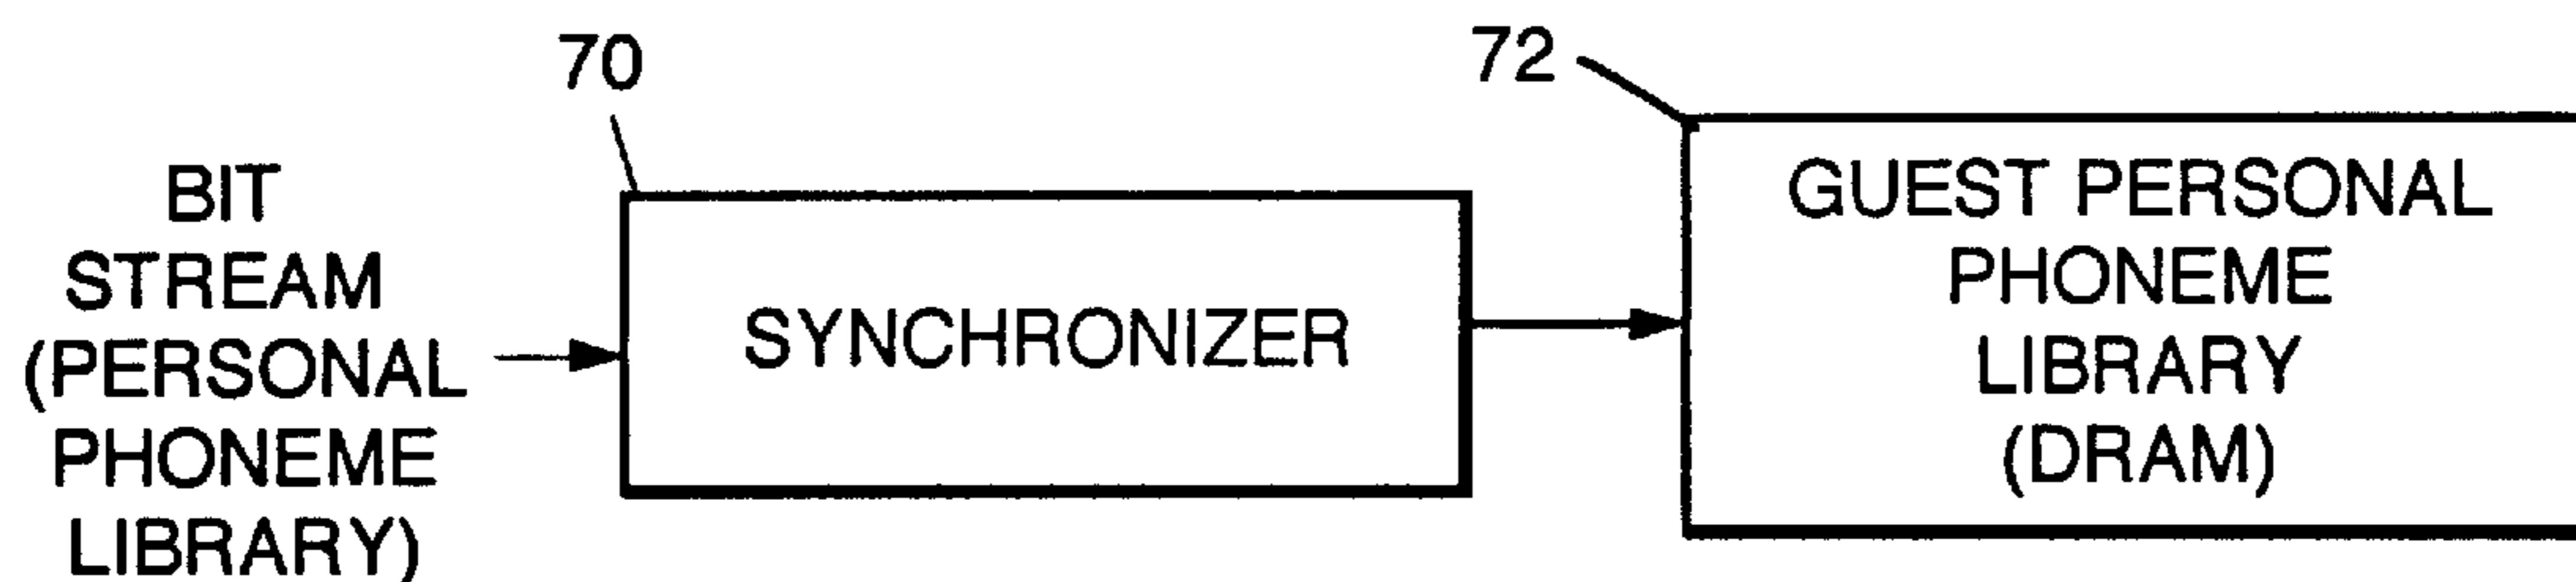 70
72
BIT
STREAM
(PERSONAL
PHONEME
LIBRARY)
SYNCHRONIZER
GUEST PERSONAL
PHONEME
LIBRARY
(DRAM)